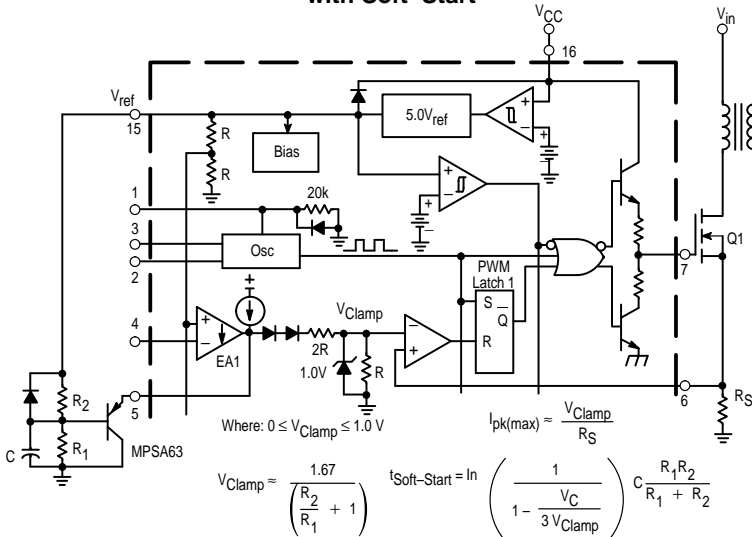 with Soft–Start
VCC
Vin
16
Vref
15
5.0Vref
R
Bias
R
1
20k
3
Osc
2
Q1
7
PWM
Latch 1
S
Q
R
VClamp
4
EA1
2R
1.0V
R
5
6
R2
R1
C
MPSA63
RS
Where: 0 ≤ VClamp ≤ 1.0 V
Ipk(max) ≈ VClamp / RS
VClamp ≈ 1.67 / (R2/R1 + 1)
tSoft–Start = ln (1 / (1 - VC / 3 VClamp)) C R1R2 / R1 + R2